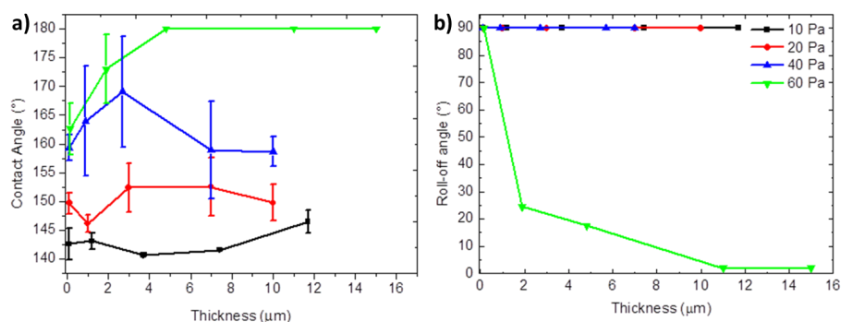 a)
180
175
170
165
160
155
150
145
140
Contact Angle (°)
0 2 4 6 8 10 12 14 16
Thickness (μm)
b)
90
80
70
60
50
40
30
20
10
0
Roll-off angle (°)
10 Pa
20 Pa
40 Pa
60 Pa
0 2 4 6 8 10 12 14 16
Thickness (μm)